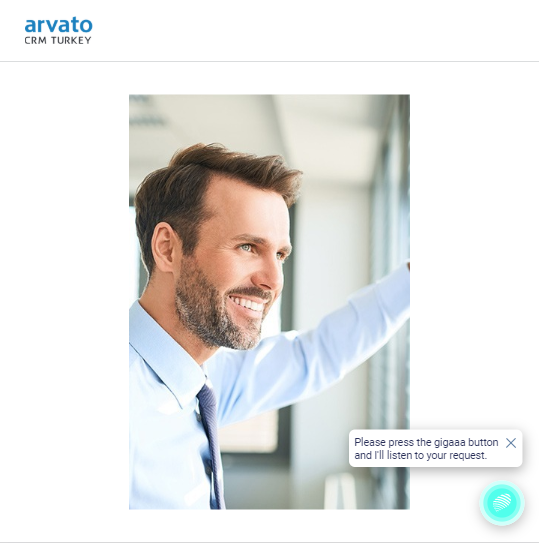 arvato
CRM TURKEY
Please press the gigaaa button
and I'll listen to your request.